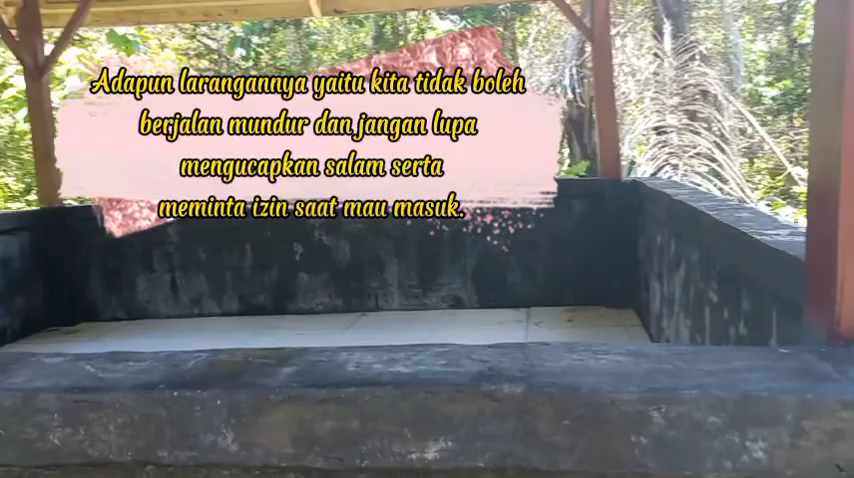 Adapun larangannya yaitu kita tidak boleh
berjalan mundur dan jangan lupa
mengucapkan salam serta
meminta izin saat mau masuk.